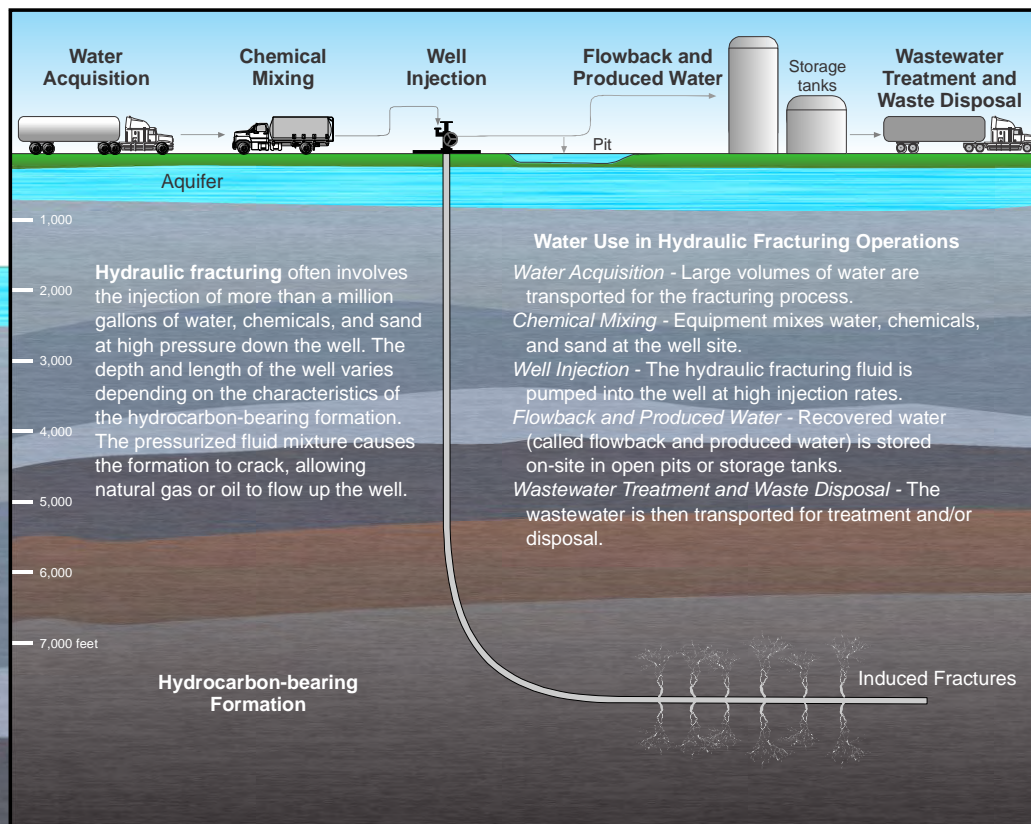 Water
Acquisition
Chemical
Mixing
Well
Injection
Flowback and
Produced Water
Storage
tanks
Wastewater
Treatment and
Waste Disposal
Pit
Aquifer
1,000
2,000
3,000
4,000
5,000
6,000
7,000 feet
Hydraulic fracturing often involves
the injection of more than a million
gallons of water, chemicals, and sand
at high pressure down the well. The
depth and length of the well varies
depending on the characteristics of
the hydrocarbon-bearing formation.
The pressurized fluid mixture causes
the formation to crack, allowing
natural gas or oil to flow up the well.
Water Use in Hydraulic Fracturing Operations
Water Acquisition - Large volumes of water are
transported for the fracturing process.
Chemical Mixing - Equipment mixes water, chemicals,
and sand at the well site.
Well Injection - The hydraulic fracturing fluid is
pumped into the well at high injection rates.
Flowback and Produced Water - Recovered water
(called flowback and produced water) is stored
on-site in open pits or storage tanks.
Wastewater Treatment and Waste Disposal - The
wastewater is then transported for treatment and/or
disposal.
Hydrocarbon-bearing
Formation
Induced Fractures